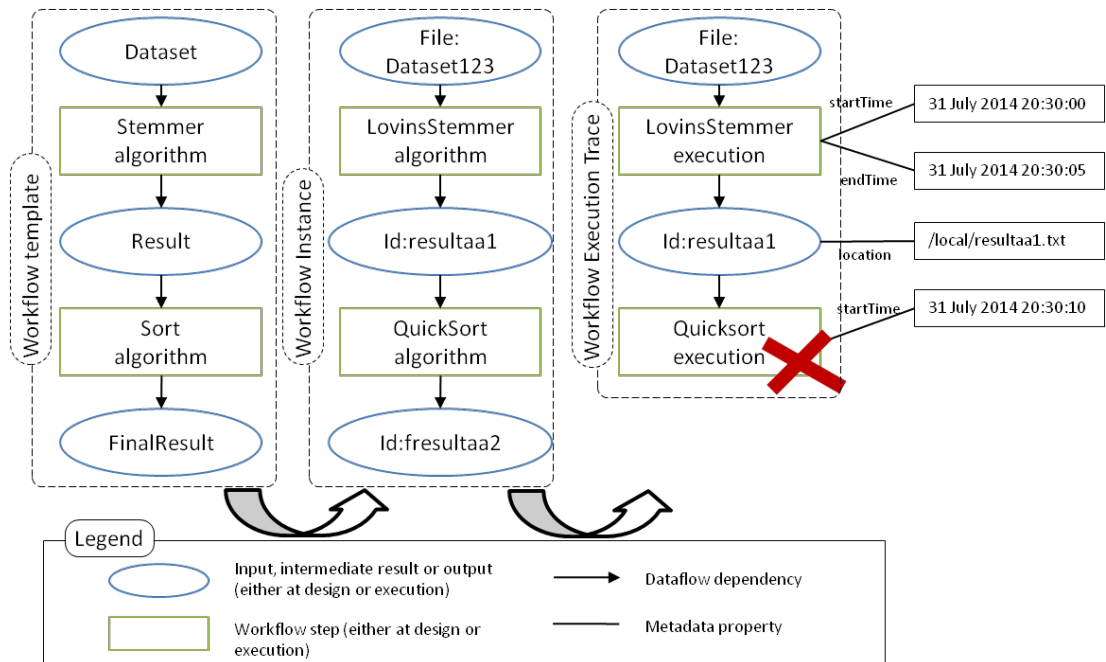 Workflow template
Dataset
Stemmer
algorithm
Result
Sort
algorithm
FinalResult
Workflow Instance
File:
Dataset123
LovinsStemmer
algorithm
Id:resultaa1
QuickSort
algorithm
Id:fresultaa2
Workflow Execution Trace
File:
Dataset123
LovinsStemmer
execution
Id:resultaa1
Quicksort
execution
startTime
31 July 2014 20:30:00
endTime
31 July 2014 20:30:05
location
/local/resultaa1.txt
startTime
31 July 2014 20:30:10
Legend
Input, intermediate result or output
(either at design or execution)
Workflow step (either at design or
execution)
Dataflow dependency
Metadata property